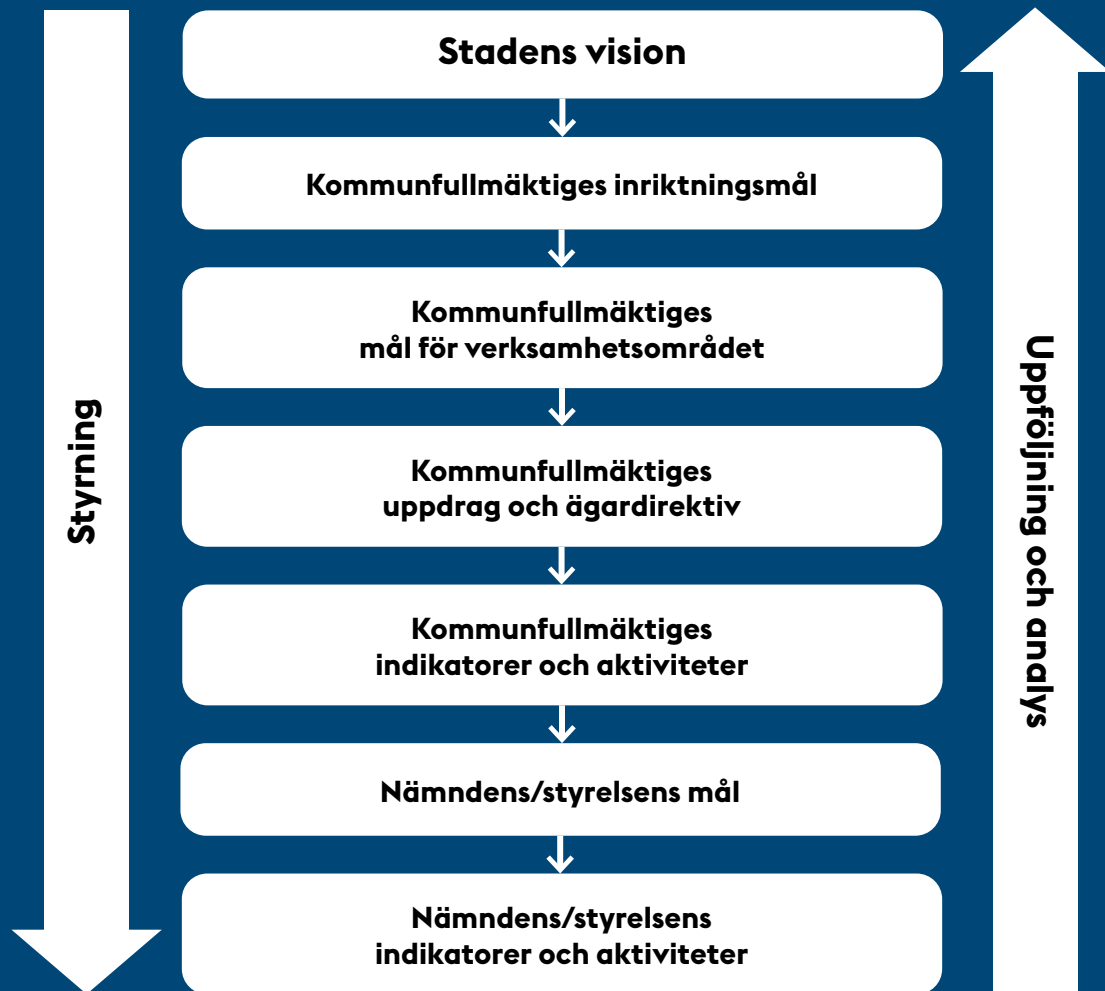 Stadens vision
Kommunfullmäktiges inriktningsmål
Kommunfullmäktiges
mål för verksamhetsområdet
Kommunfullmäktiges
uppdrag och ägardirektiv
Kommunfullmäktiges
indikatorer och aktiviteter
Nämndens/styrelsens mål
Nämndens/styrelsens
indikatorer och aktiviteter
Styrning
Uppföljning och analys